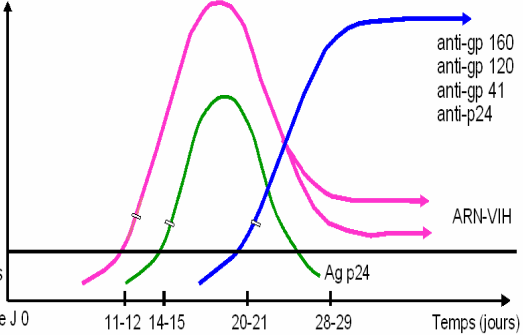 anti-gp 160
anti-gp 120
anti-gp 41
anti-p24
ARN-VIH
Ag p24
e J 0
11-12
14-15
20-21
28-29
Temps (jours)